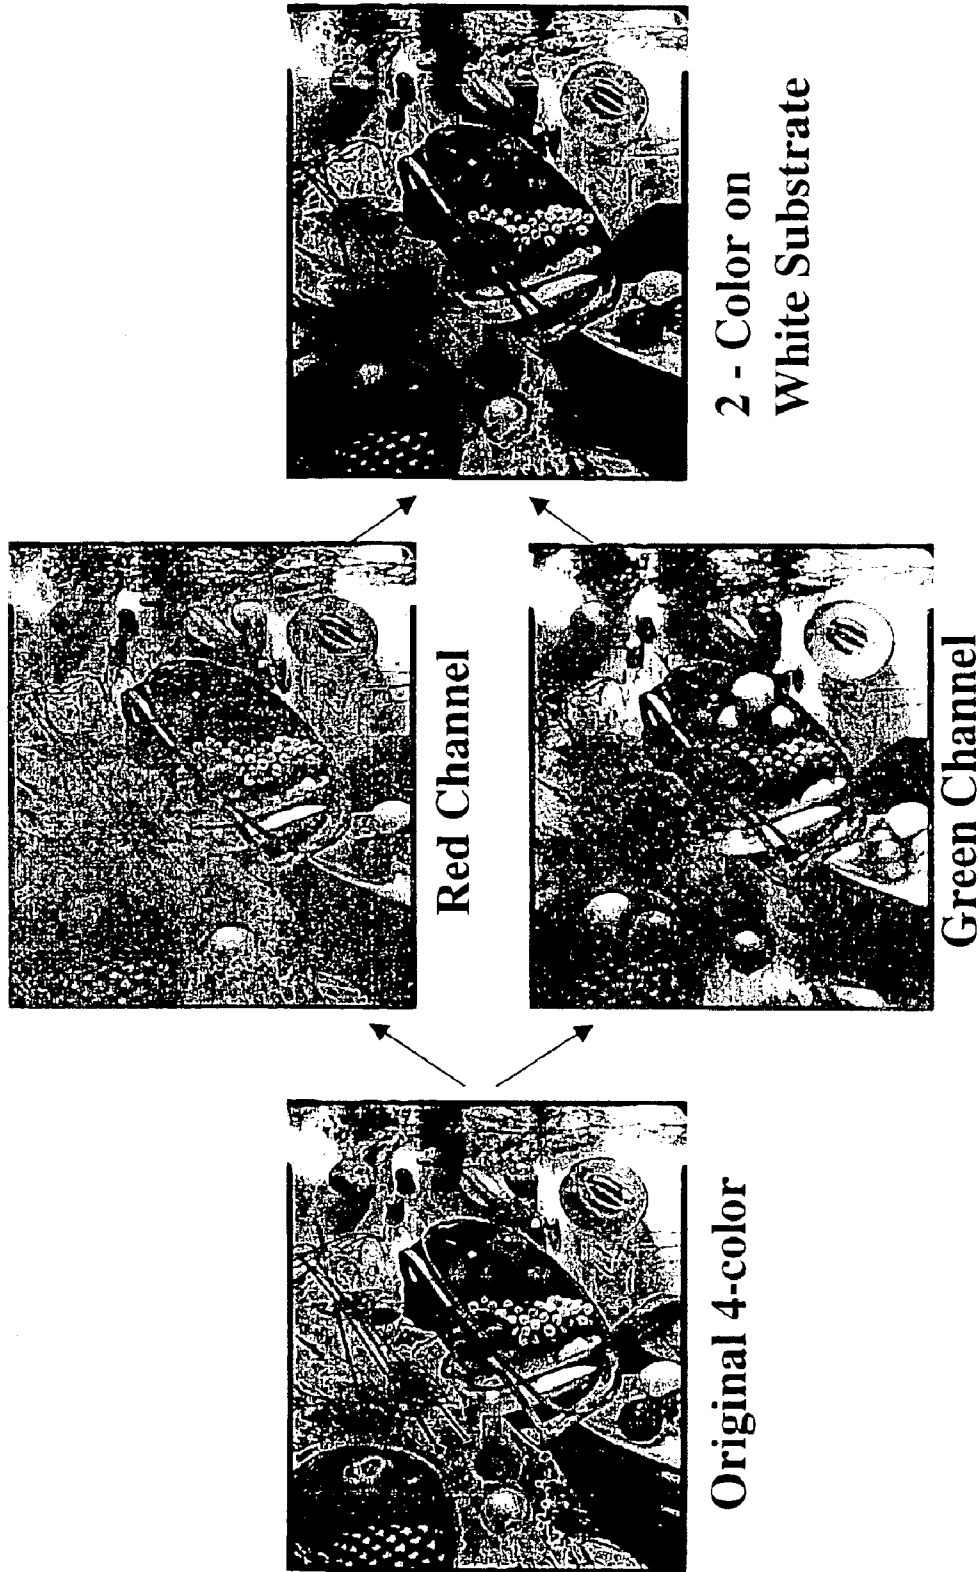 Original 4-color
Red Channel
Green Channel
2 - Color on
White Substrate